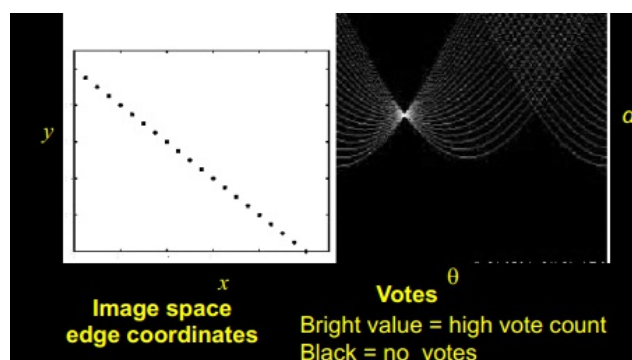 y
d
x
θ
Image space
edge coordinates
Votes
Bright value = high vote count
Black = no votes